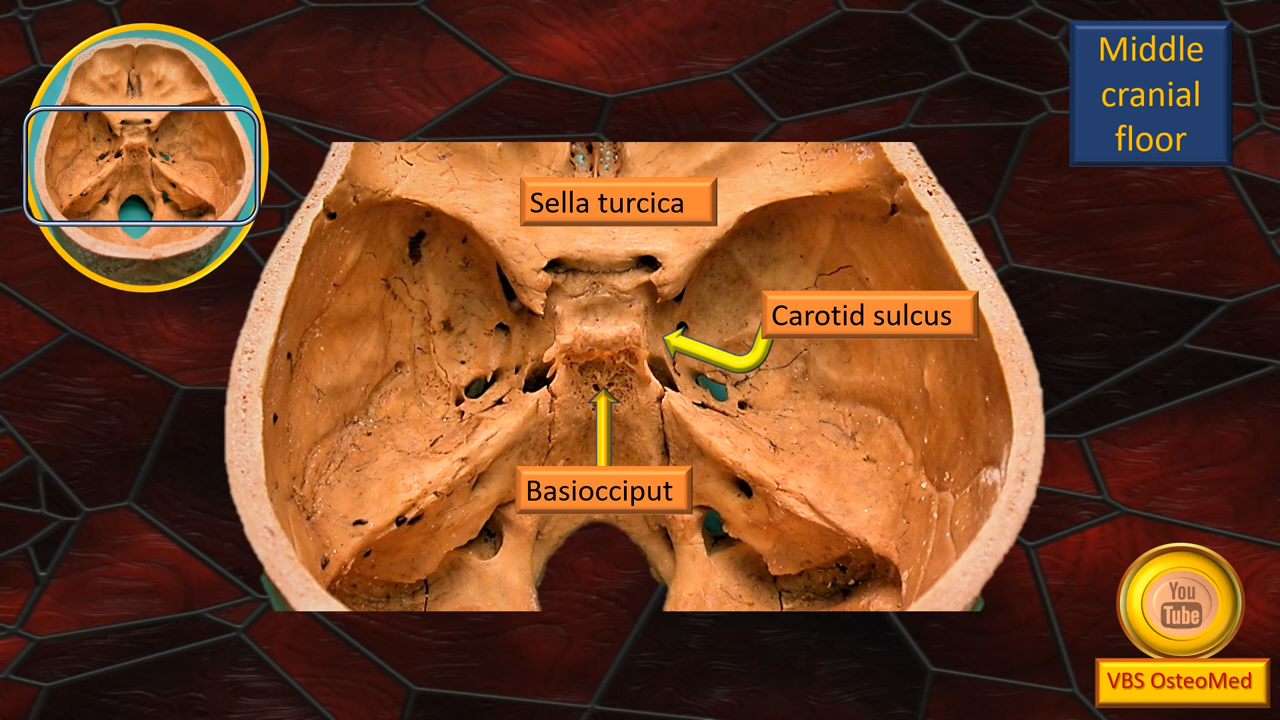 Middle
cranial
floor
Sella turcica
Carotid sulcus
Basiocciput
You
Tube
VBS OsteoMed